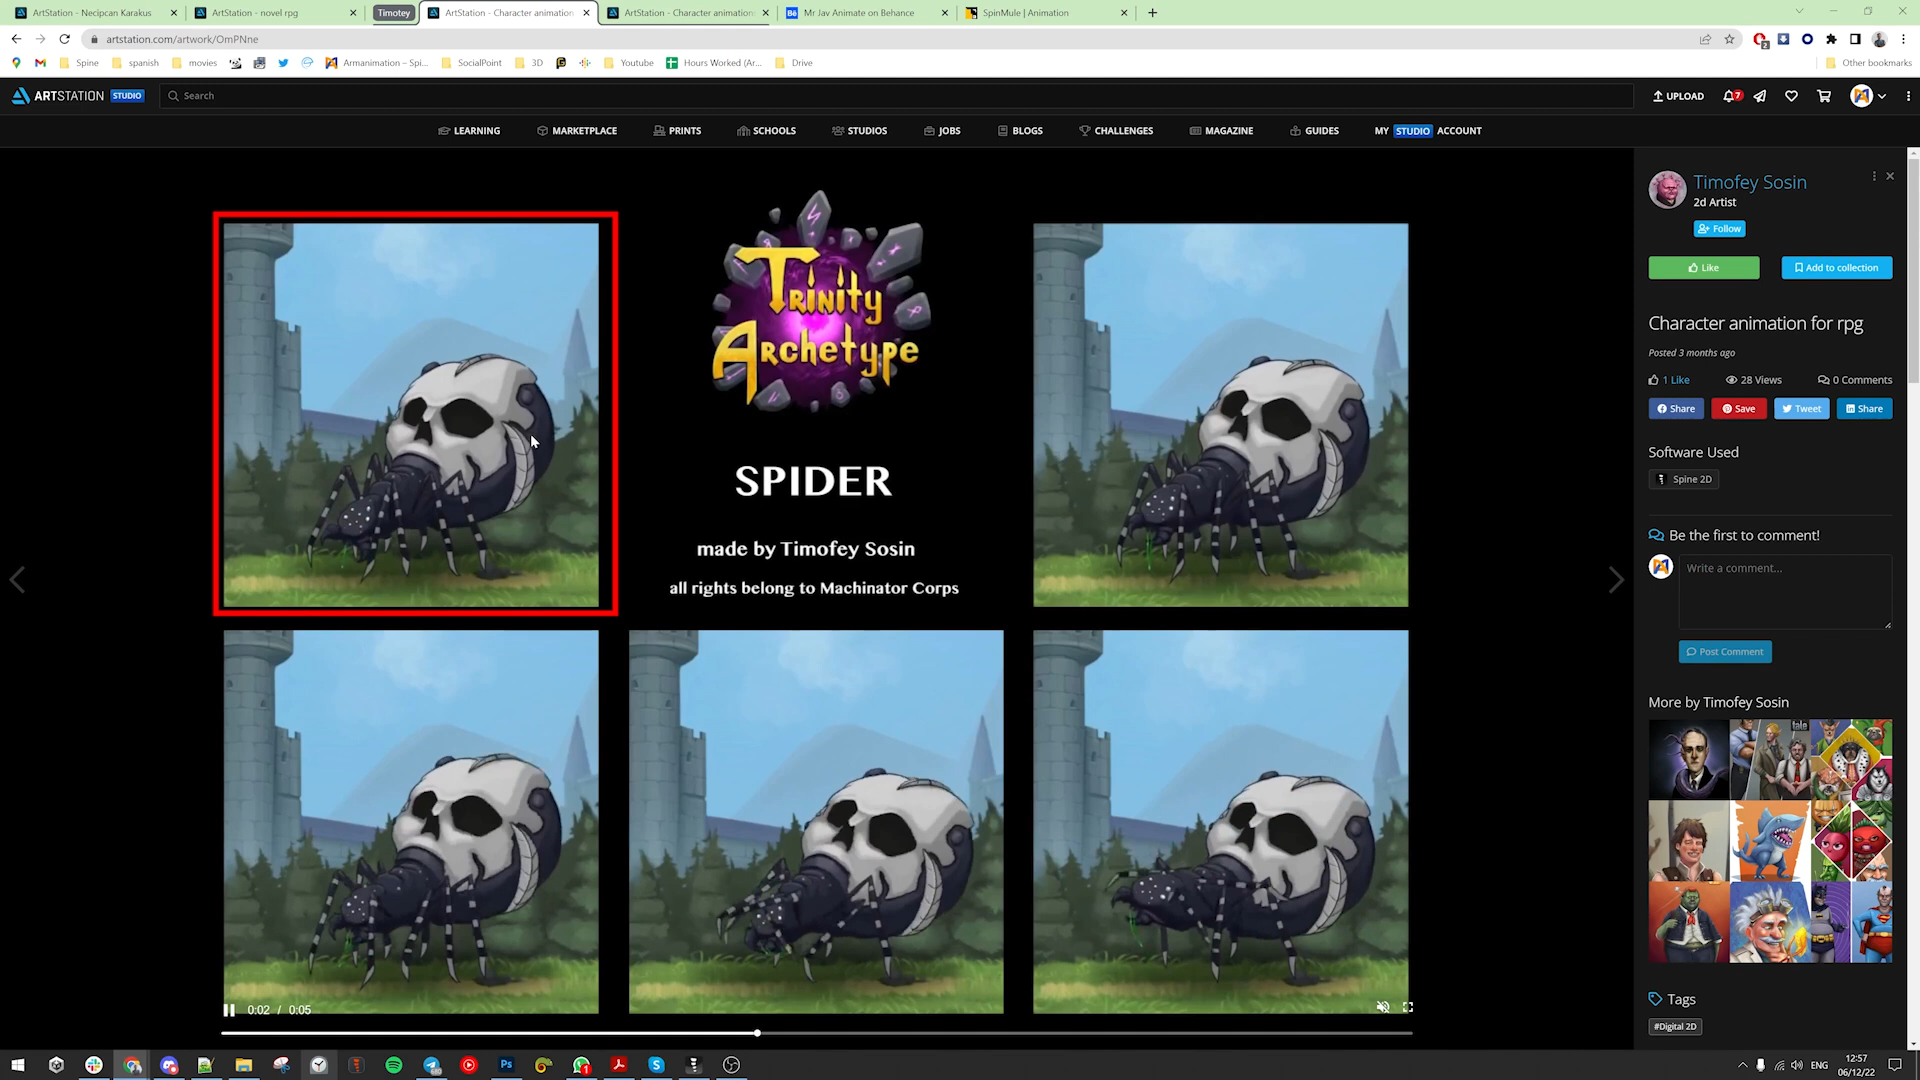 ArtStation - Necipcan Karakus
ArtStation - novel rpg
Timotey
ArtStation - Character animation
ArtStation - Character animation
Mr Jav Animate on Behance
SpinMule | Animation
artstation.com/artwork/OmPNne
Spine
spanish
movies
Armanimation – Spi...
SocialPoint
3D
Youtube
Hours Worked (Ar...
Drive
Other bookmarks
ARTSTATION STUDIO
Search
UPLOAD
7
LEARNING
MARKETPLACE
PRINTS
SCHOOLS
STUDIOS
JOBS
BLOGS
CHALLENGES
MAGAZINE
GUIDES
MY STUDIO ACCOUNT
Trinity
Archetype
SPIDER
made by Timofey Sosin
all rights belong to Machinator Corps
0:02 / 0:05
Timofey Sosin
2d Artist
Follow
Like
Add to collection
Character animation for rpg
Posted 3 months ago
1 Like
28 Views
0 Comments
Share
Save
Tweet
Share
Software Used
Spine 2D
Be the first to comment!
Write a comment...
Post Comment
More by Timofey Sosin
tale
Tags
#Digital 2D
ENG
12:57
06/12/22